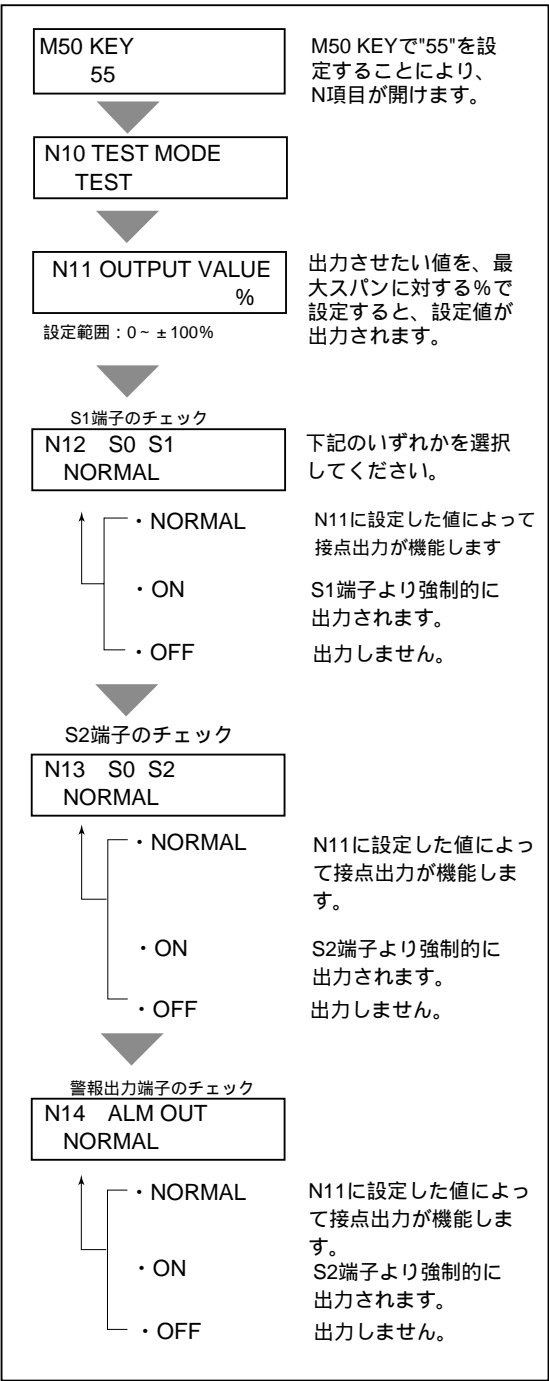 M50 KEY
55
M50 KEYで"55"を設
定することにより、
N項目が開けます。
N10 TEST MODE
TEST
N11 OUTPUT VALUE
%
設定範囲：0～±100%
出力させたい値を、最
大スパンに対する％で
設定すると、設定値が
出力されます。
S1端子のチェック
N12 S0 S1
NORMAL
下記のいずれかを選択
してください。
・NORMAL
N11に設定した値によって
接点出力が機能します
・ON
S1端子より強制的に
出力されます。
・OFF
出力しません。
S2端子のチェック
N13 S0 S2
NORMAL
・NORMAL
N11に設定した値によっ
て接点出力が機能しま
す。
・ON
S2端子より強制的に
出力されます。
・OFF
出力しません。
警報出力端子のチェック
N14 ALM OUT
NORMAL
・NORMAL
N11に設定した値によっ
て接点出力が機能しま
す。
・ON
S2端子より強制的に
出力されます。
・OFF
出力しません。